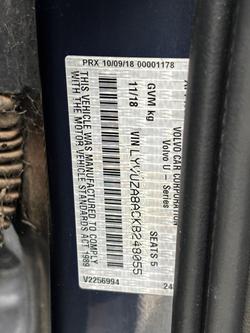 PRX 10/09/18 00001178
VOLVO CAR CORPORATION
Volvo U - Series
SEATS 5
VIN LYVUZA8ACKB248055
11/18 GVM kg
THIS VEHICLE WAS MANUFACTURED TO COMPLY
WITH THE MOTOR VEHICLE STANDARDS ACT 1989
V2256994